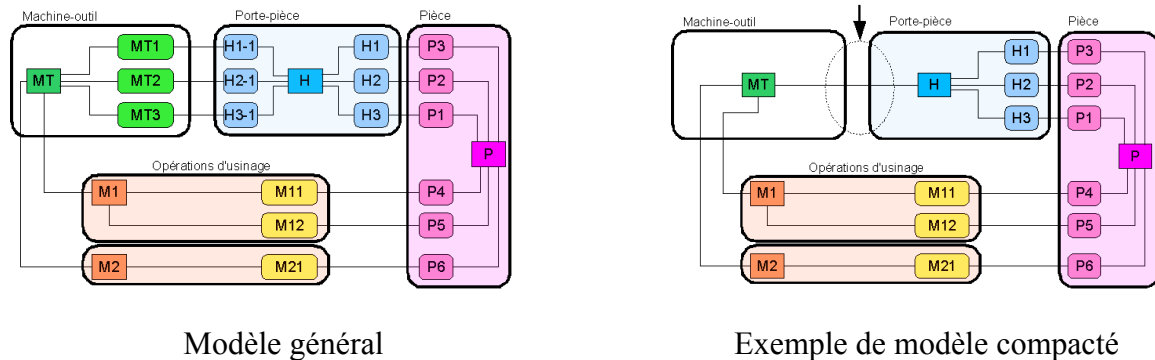 Machine-outil Porte-pièce Pièce
MT1 H1-1 H1 P3
MT MT2 H2-1 H H2 P2
MT3 H3-1 H3 P1
P
Opérations d'usinage
M1 M11 P4
M12 P5
M2 M21 P6
Modèle général
Machine-outil Porte-pièce Pièce
H1 P3
MT H H2 P2
H3 P1
P
Opérations d'usinage
M1 M11 P4
M12 P5
M2 M21 P6
Exemple de modèle compacté